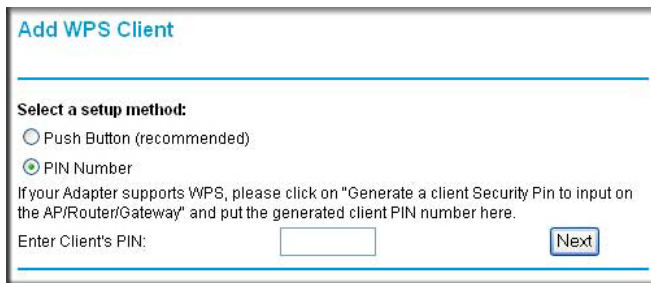 Add WPS Client
Select a setup method:
Push Button (recommended)
PIN Number
If your Adapter supports WPS, please click on "Generate a client Security Pin to input on
the AP/Router/Gateway" and put the generated client PIN number here.
Enter Client's PIN:
Next